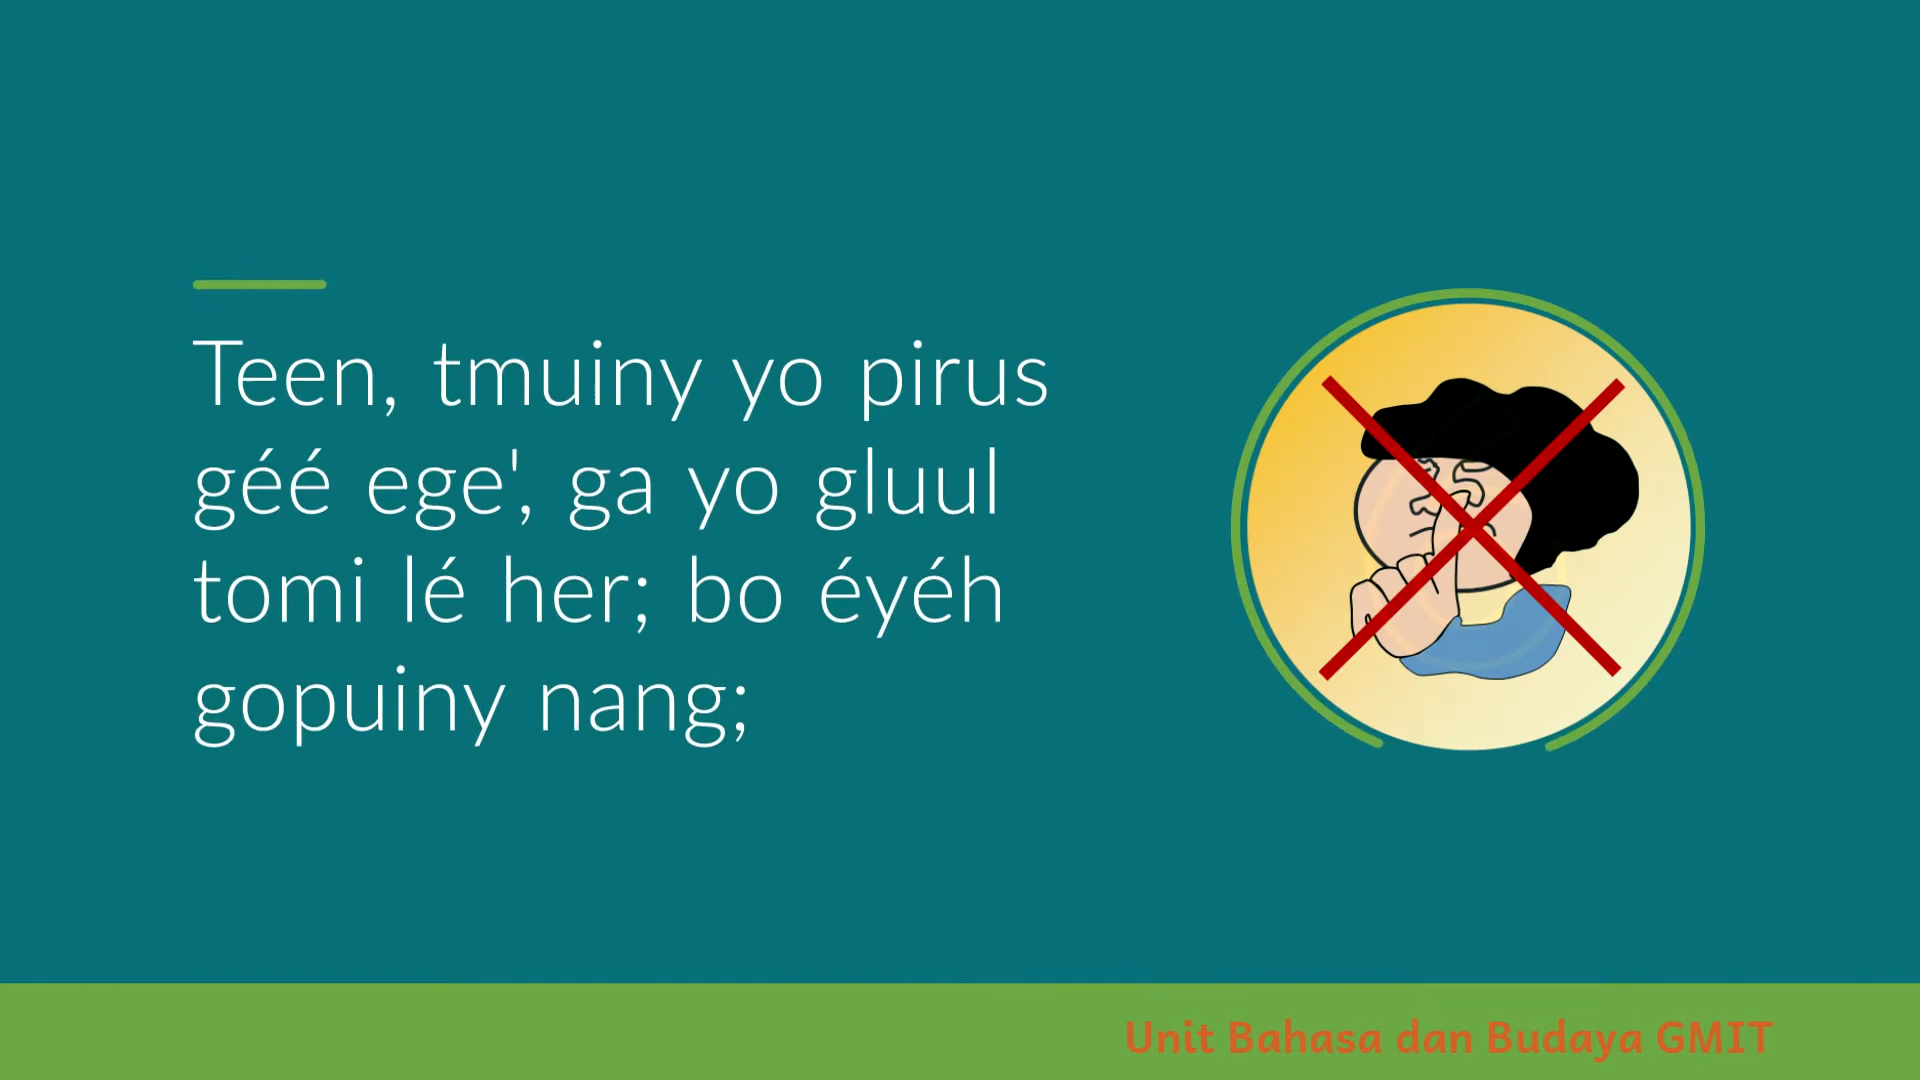 Teen, tmuiny yo pirus
géé ege', ga yo gluul
tomi lé her; bo éyéh
gopuiny nang;
Unit Bahasa dan Budaya GMIT